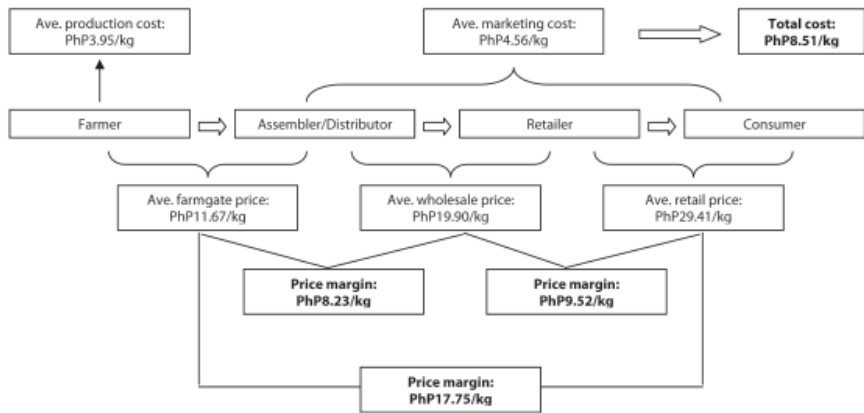 Ave. production cost:
PhP3.95/kg
Ave. marketing cost:
PhP4.56/kg
Total cost:
PhP8.51/kg
Farmer
Assembler/Distributor
Retailer
Consumer
Ave. farmgate price:
PhP11.67/kg
Ave. wholesale price:
PhP19.90/kg
Ave. retail price:
PhP29.41/kg
Price margin:
PhP8.23/kg
Price margin:
PhP9.52/kg
Price margin:
PhP17.75/kg